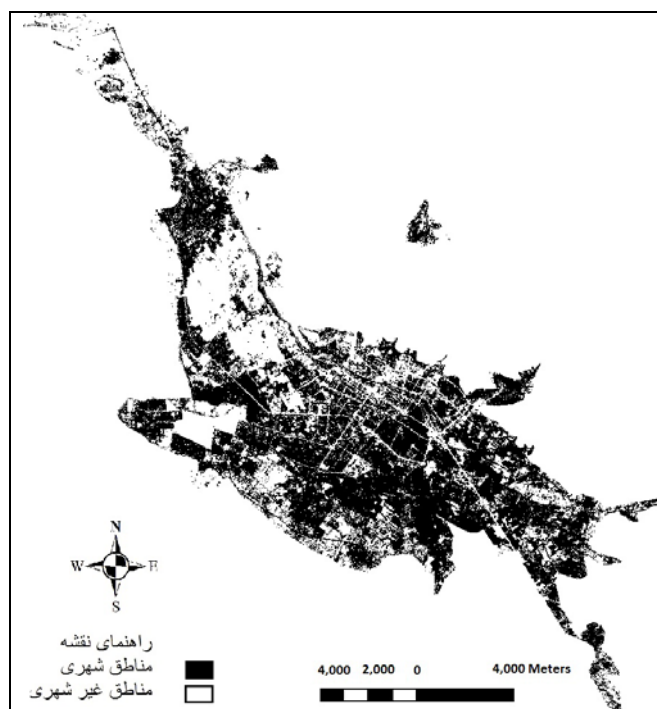 N
W E
S
راهنمای نقشه
مناطق شهری
مناطق غیر شهری
4,000 2,000 0 4,000 Meters